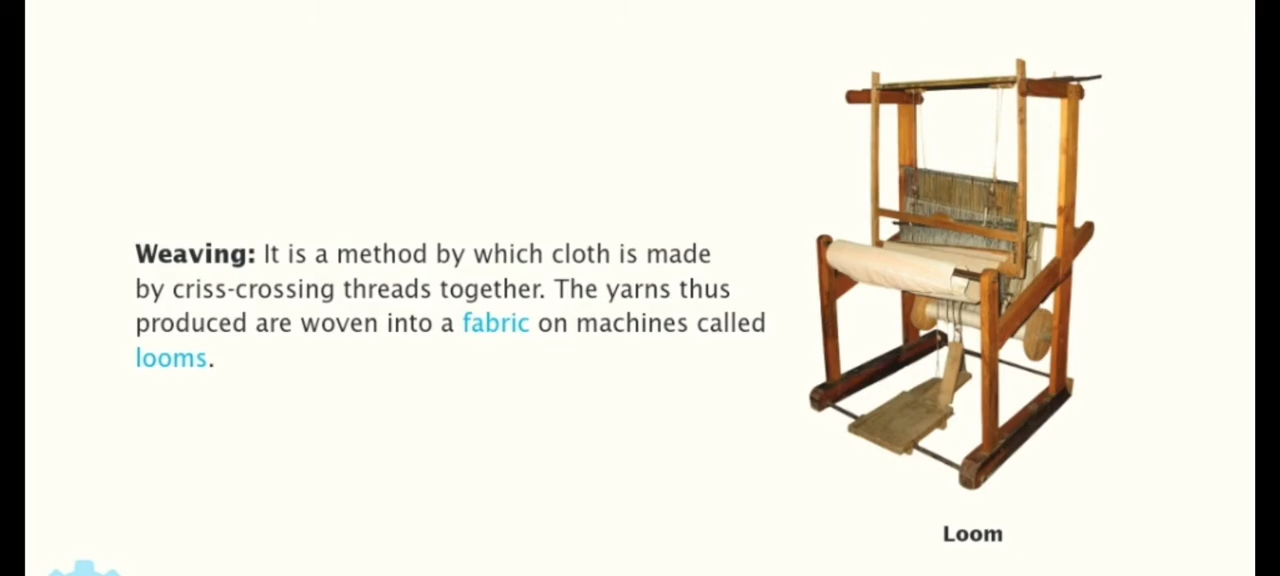 Weaving: It is a method by which cloth is made
by criss-crossing threads together. The yarns thus
produced are woven into a fabric on machines called
looms.
Loom